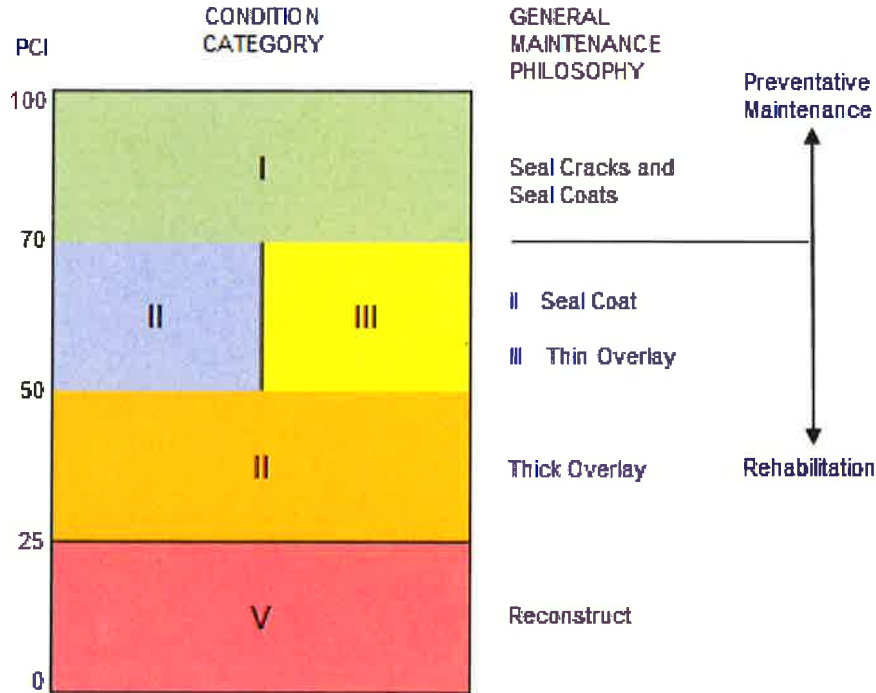 PCI
CONDITION
CATEGORY
GENERAL
MAINTENANCE
PHILOSOPHY
Preventative
Maintenance
100
I
Seal Cracks and
Seal Coats
70
II
III
II Seal Coat
III Thin Overlay
50
II
Thick Overlay
Rehabilitation
25
V
Reconstruct
0